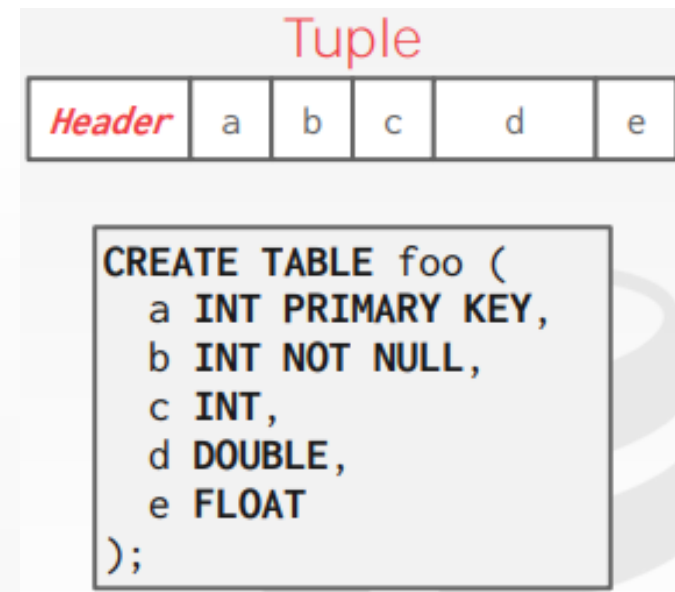 Tuple
Header a b c d e
CREATE TABLE foo (
a INT PRIMARY KEY,
b INT NOT NULL,
c INT,
d DOUBLE,
e FLOAT
);